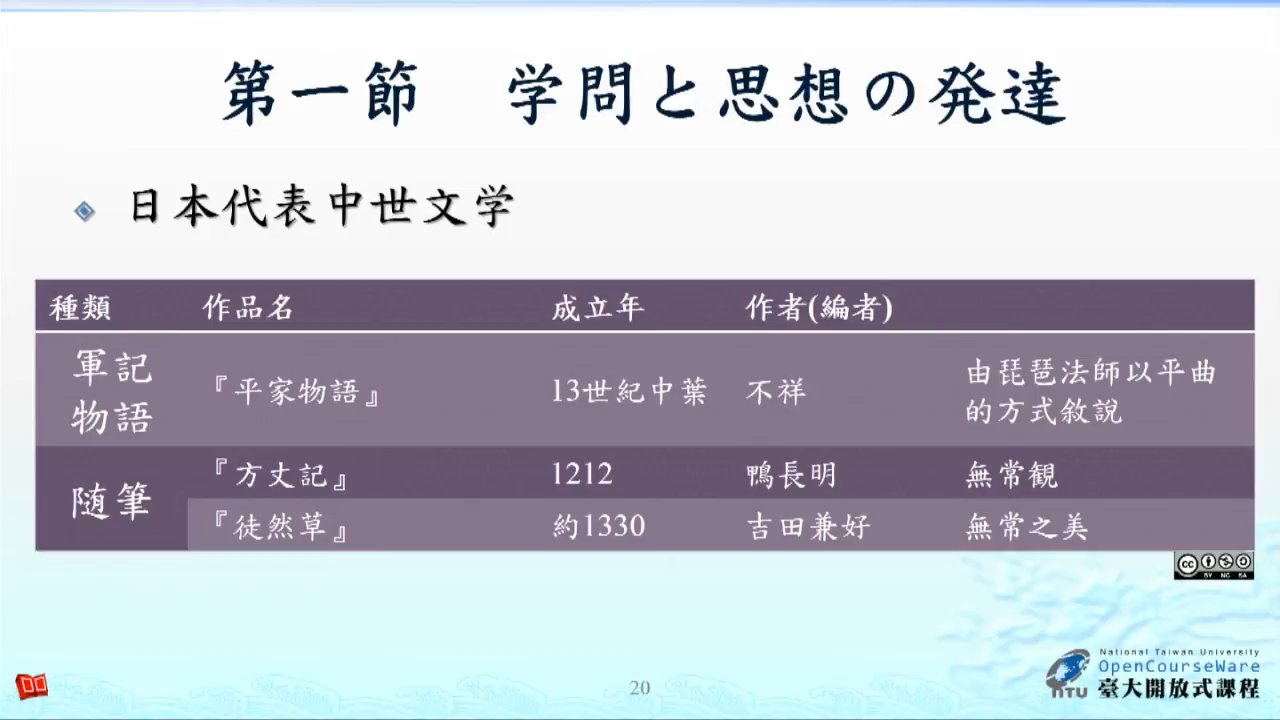 第一節　学問と思想の発達
日本代表中世文学
種類 作品名 成立年 作者(編者)
軍記物語 『平家物語』 13世紀中葉 不祥 由琵琶法師以平曲的方式敘說
随筆 『方丈記』 1212 鴨長明 無常観
『徒然草』 約1330 吉田兼好 無常之美
cc BY NC SA
20
National Taiwan University
OpenCourseWare
NTU 臺大開放式課程